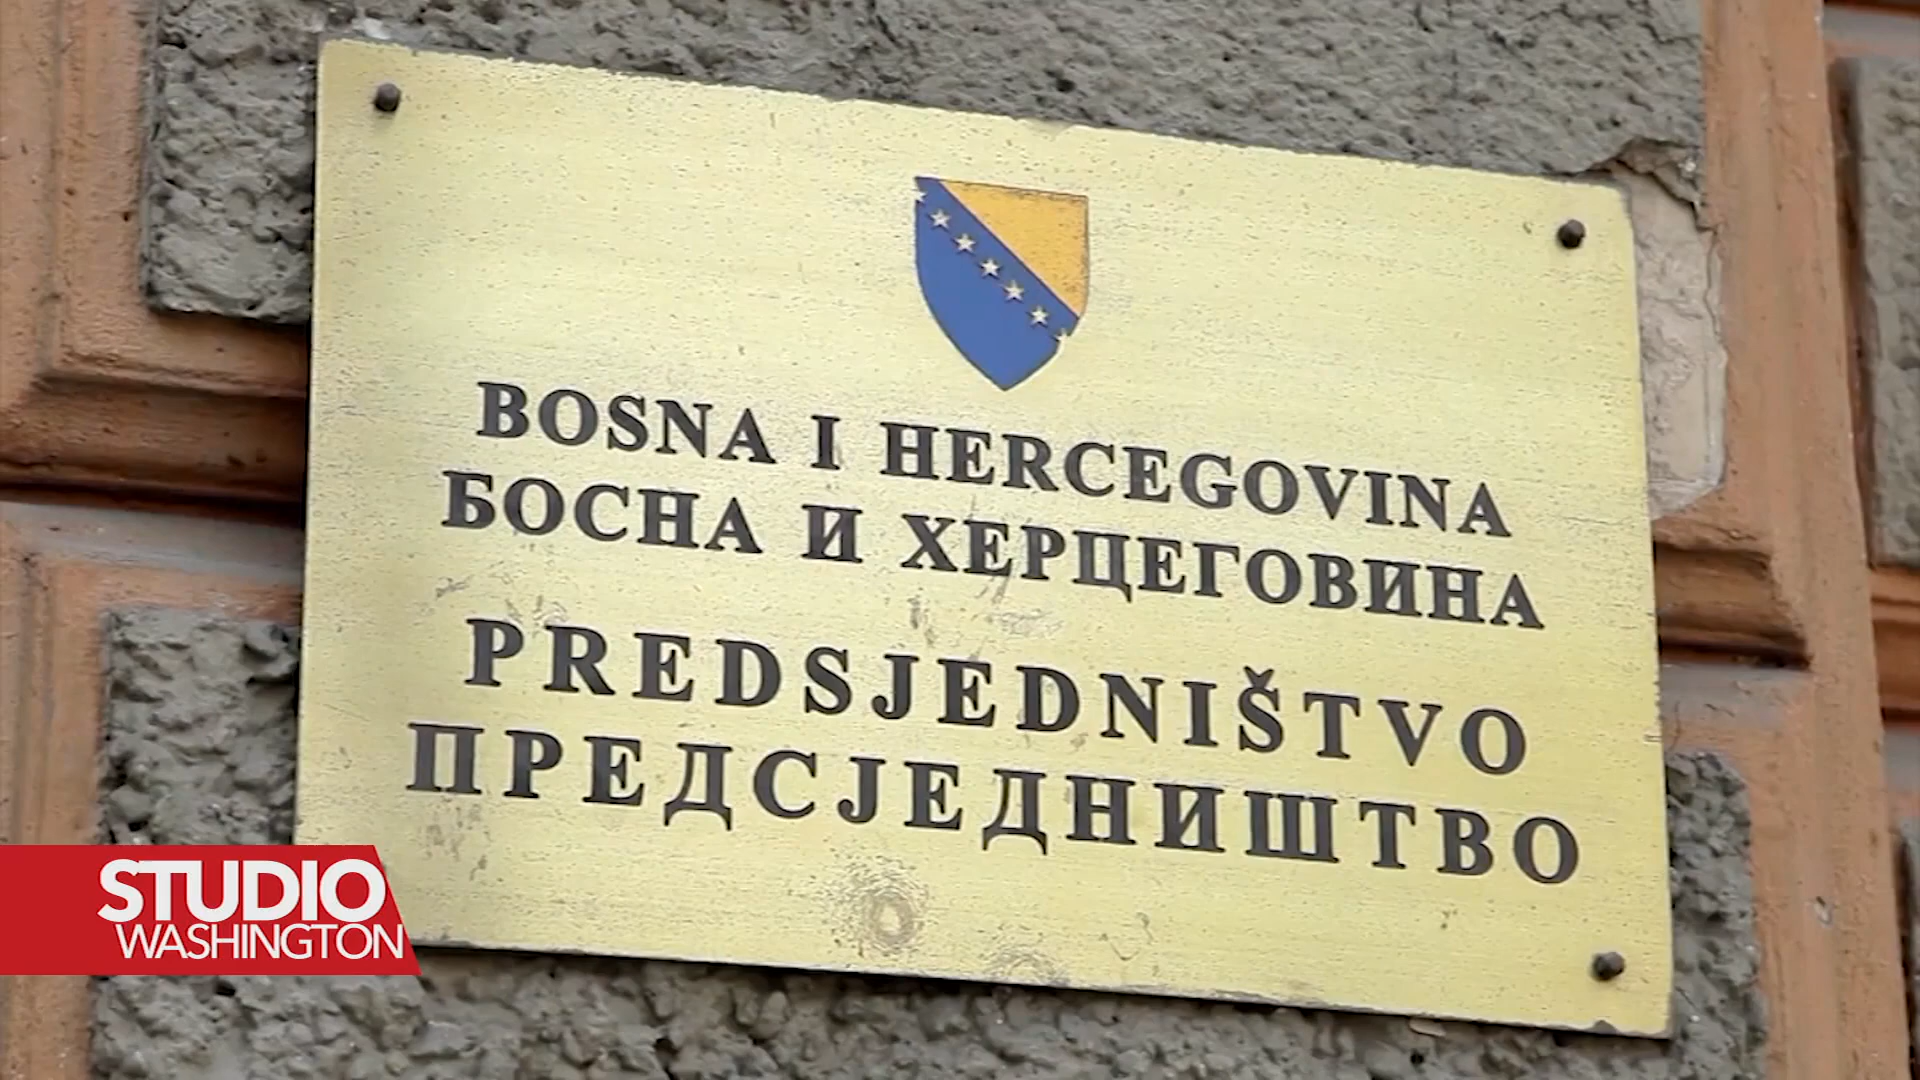 BOSNA I HERCEGOVINA
БОСНА И ХЕРЦЕГОВИНА
PREDSJEDNIŠTVO
ПРЕДСЈЕДНИШТВО
STUDIO
WASHINGTON